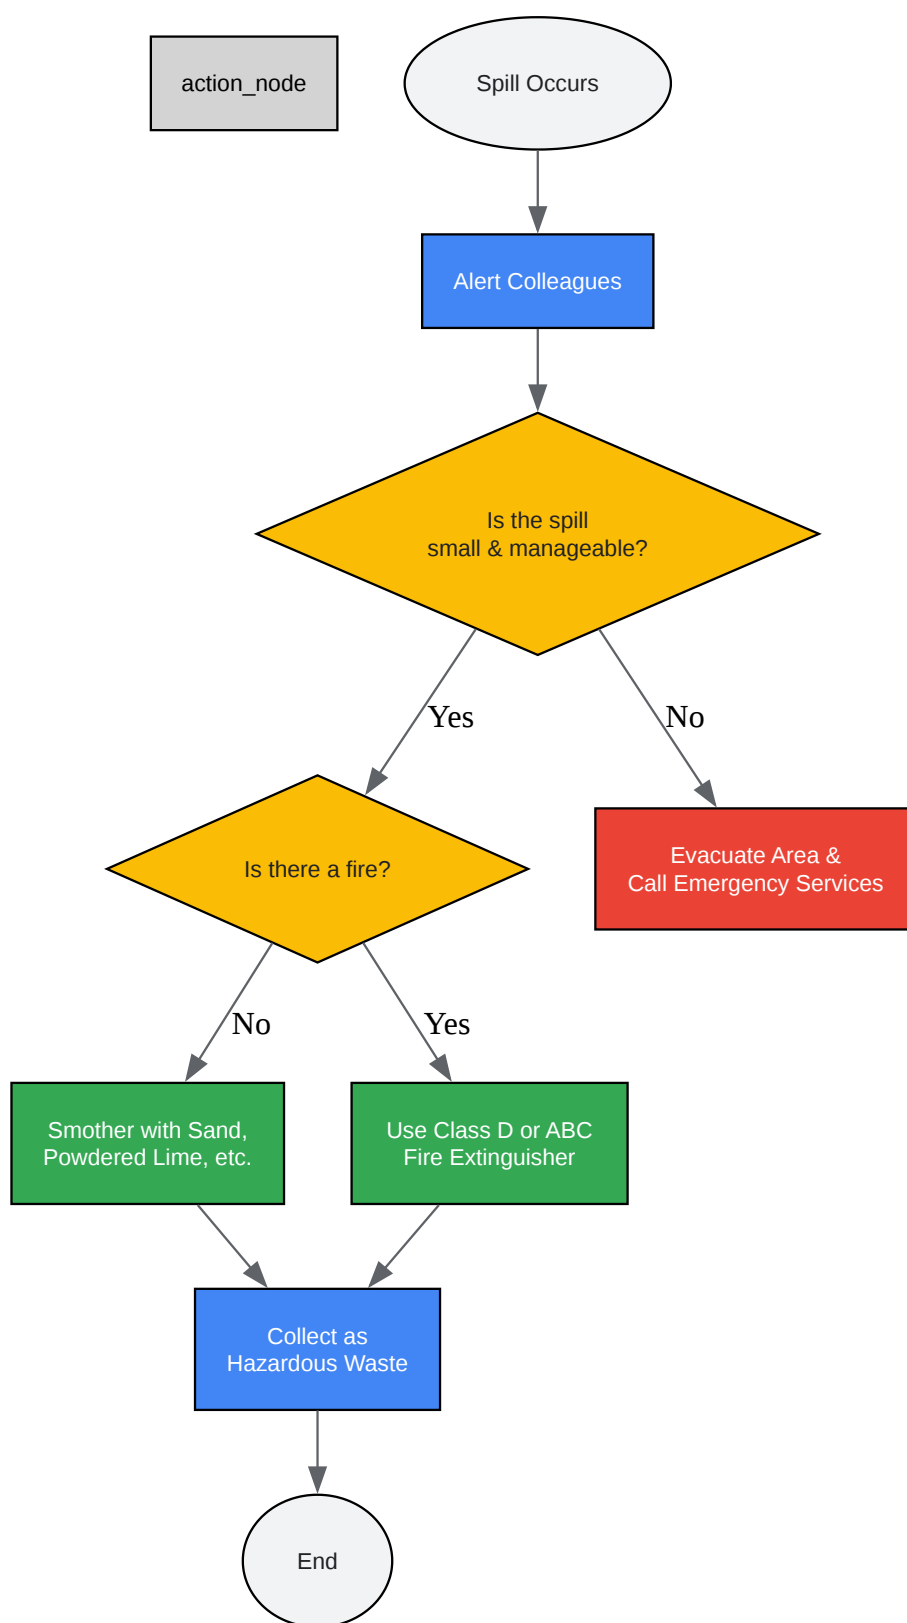 action_node
Spill Occurs
Alert Colleagues
Is the spill
small & manageable?
Yes
No
Is there a fire?
Evacuate Area &
Call Emergency Services
No
Yes
Smother with Sand,
Powdered Lime, etc.
Use Class D or ABC
Fire Extinguisher
Collect as
Hazardous Waste
End